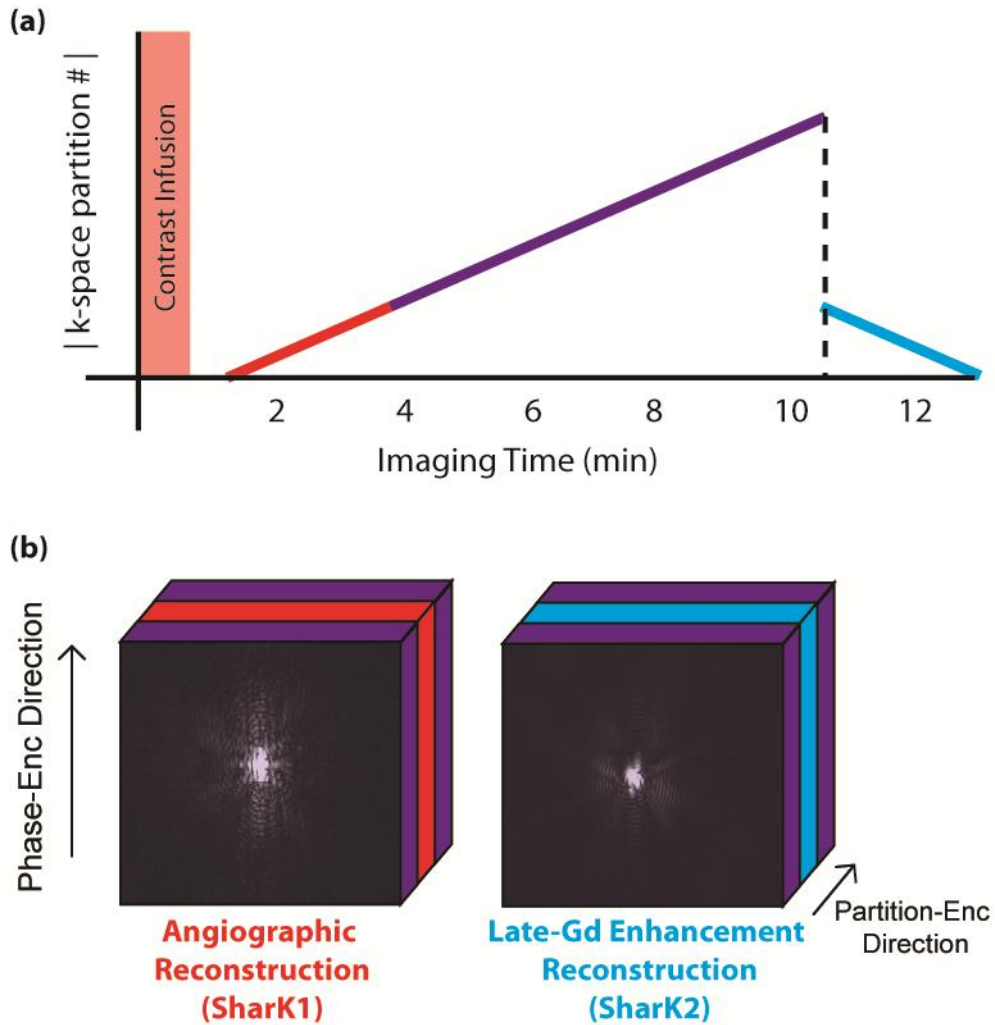 (a)
| k-space partition # |
Contrast Infusion
2 4 6 8 10 12
Imaging Time (min)
(b)
Phase-Enc Direction
Partition-Enc
Direction
Angiographic
Reconstruction
(SharK1)
Late-Gd Enhancement
Reconstruction
(SharK2)